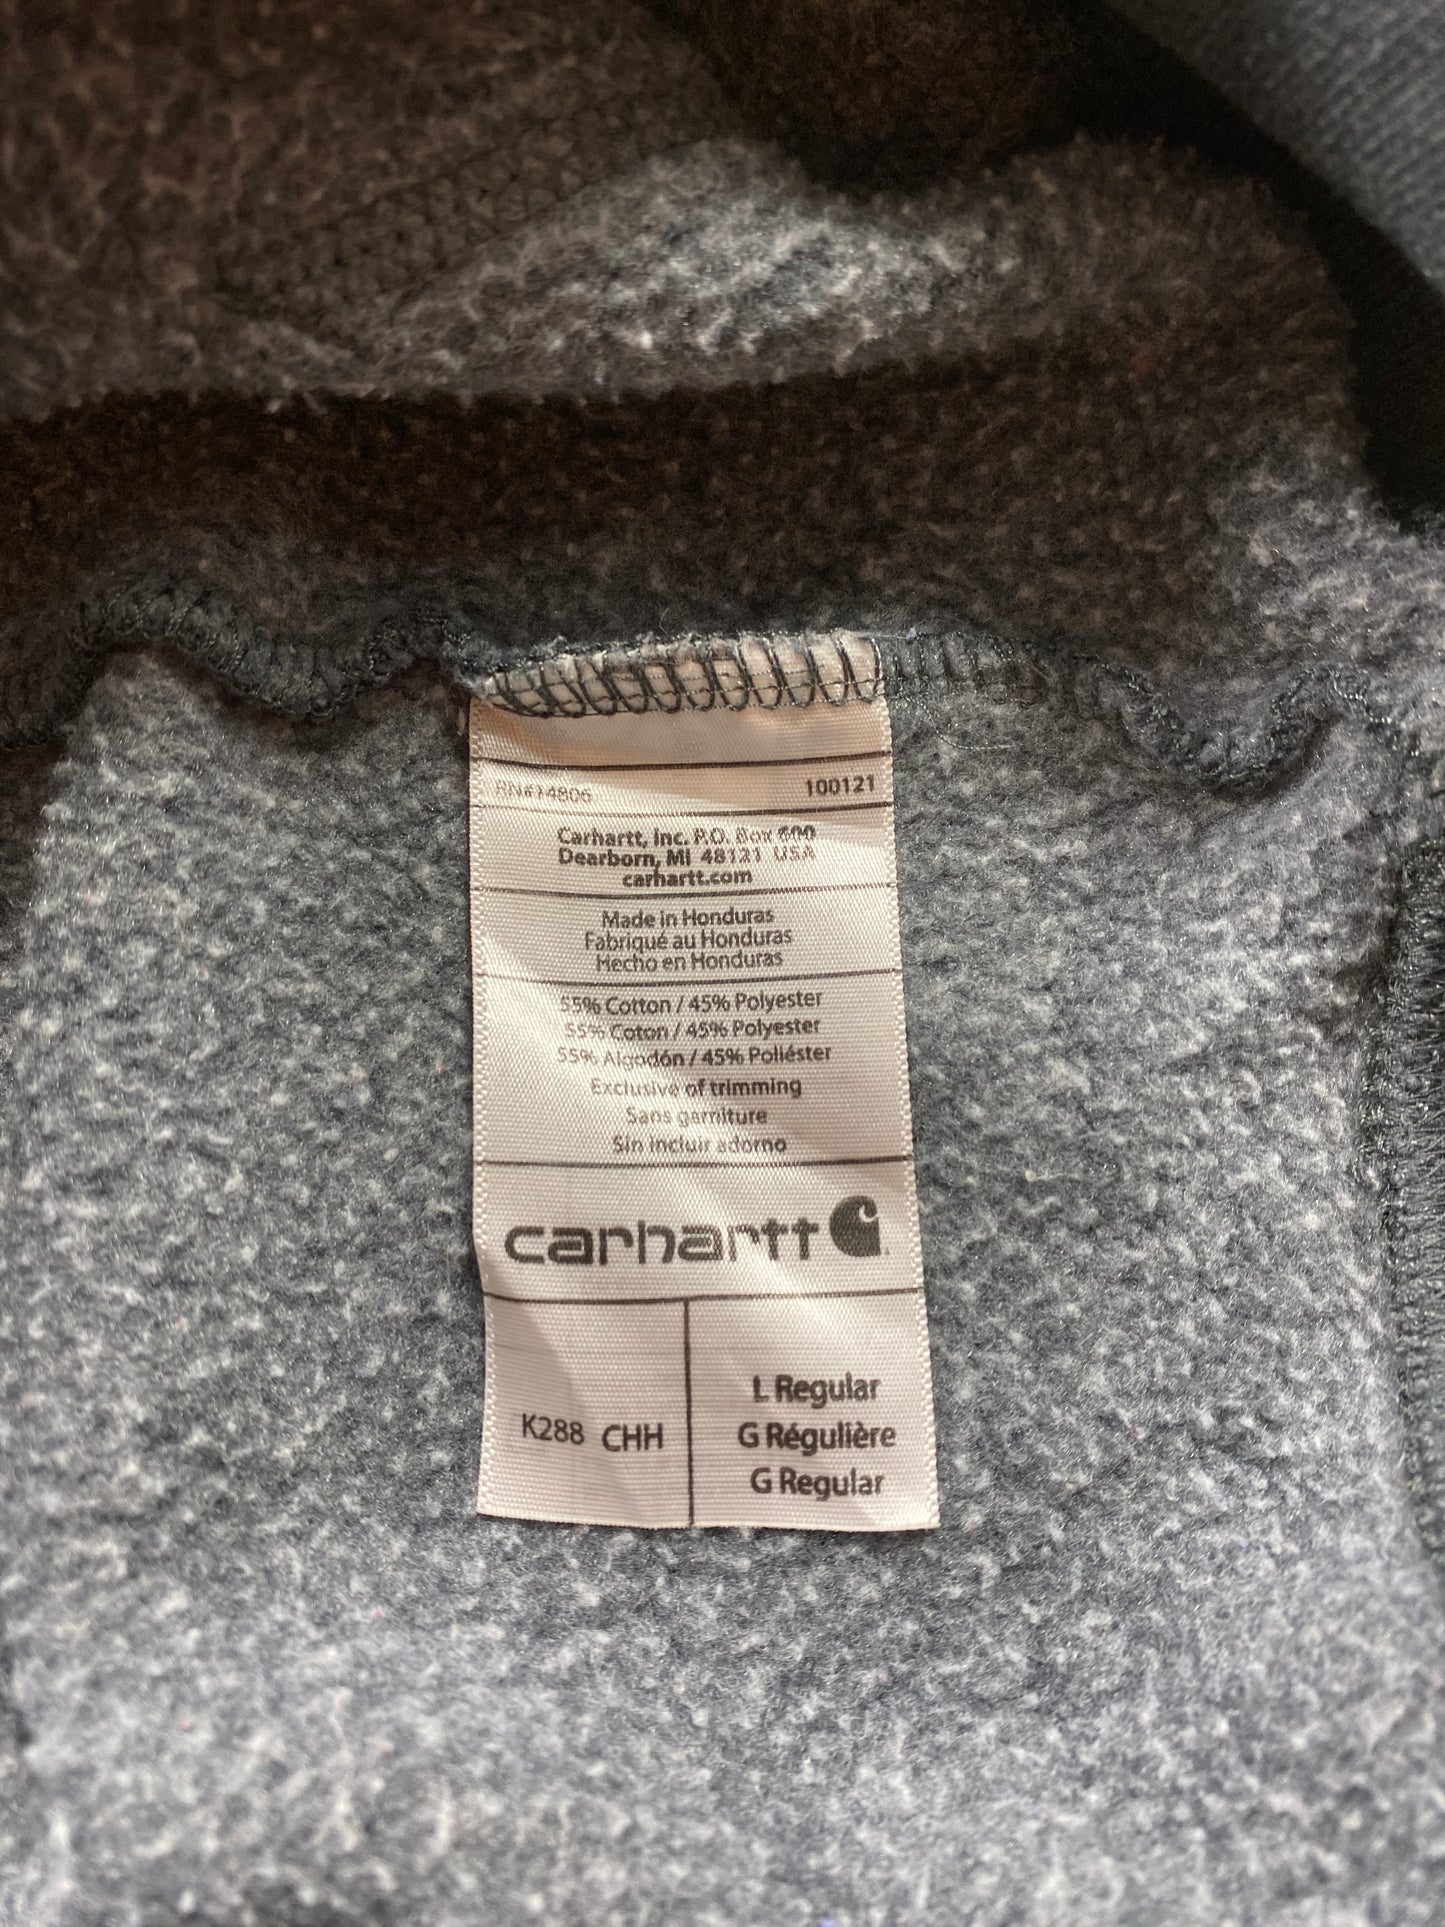 RN#14806 100121
Carhartt, Inc. P.O. Box 600
Dearborn, MI 48121 USA
carhartt.com
Made in Honduras
Fabriqué au Honduras
Hecho en Honduras
55% Cotton / 45% Polyester
55% Coton / 45% Polyester
55% Algodón / 45% Poliéster
Exclusive of trimming
Sans garniture
Sin incluir adorno
carhartt
K288 CHH
L Regular
G Régulière
G Regular